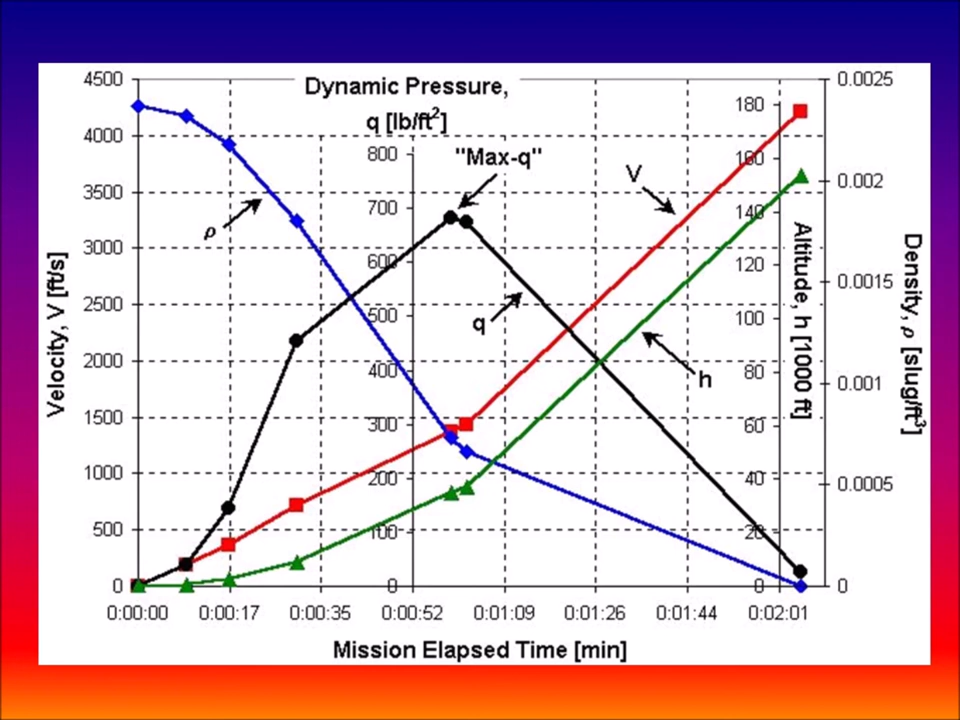 Dynamic Pressure,
q [lb/ft²]
"Max-q"
V
ρ
q
h
Velocity, V [ft/s]
4500
4000
3500
3000
2500
2000
1500
1000
500
0
800
700
600
500
400
300
200
100
0
180
160
140
120
100
80
60
40
20
0
Altitude, h [1000 ft]
0.0025
0.002
0.0015
0.001
0.0005
0
Density, ρ [slug/ft³]
0:00:00 0:00:17 0:00:35 0:00:52 0:01:09 0:01:26 0:01:44 0:02:01
Mission Elapsed Time [min]